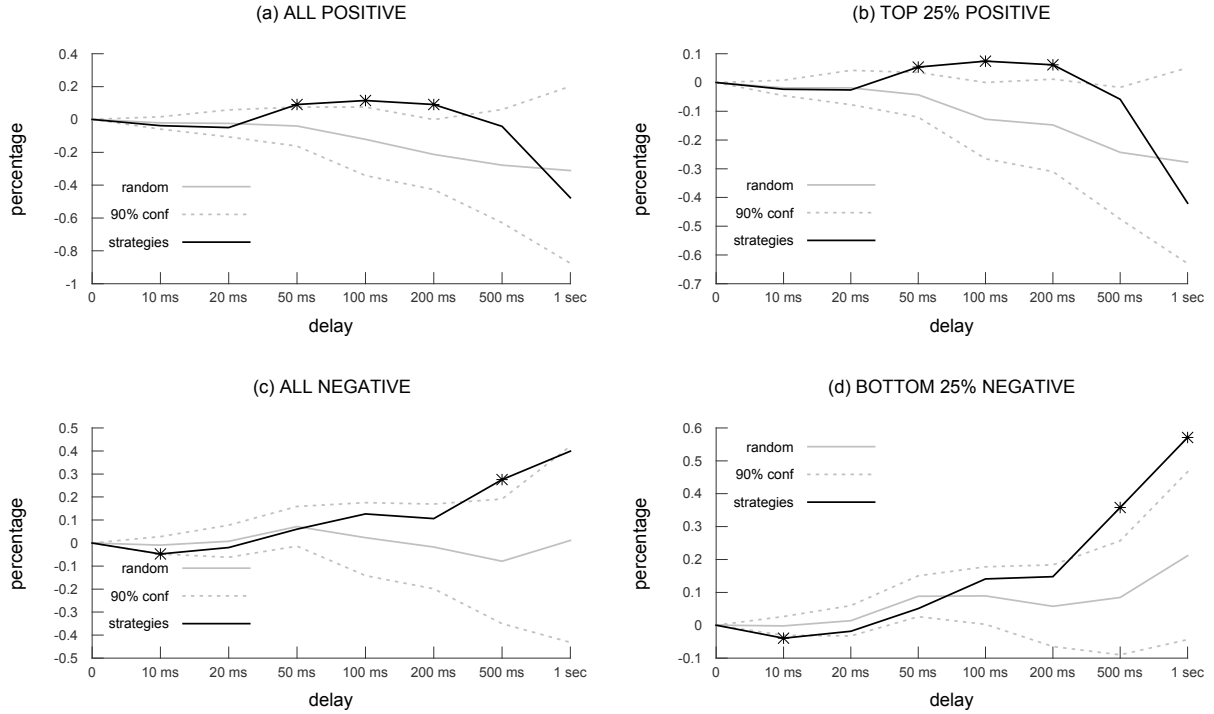 (a) ALL POSITIVE
0.4
0.2
0
-0.2
-0.4
-0.6
-0.8
-1
percentage
random
90% conf
strategies
0 10 ms 20 ms 50 ms 100 ms 200 ms 500 ms 1 sec
delay
(b) TOP 25% POSITIVE
0.1
0
-0.1
-0.2
-0.3
-0.4
-0.5
-0.6
-0.7
percentage
random
90% conf
strategies
0 10 ms 20 ms 50 ms 100 ms 200 ms 500 ms 1 sec
delay
(c) ALL NEGATIVE
0.5
0.4
0.3
0.2
0.1
0
-0.1
-0.2
-0.3
-0.4
-0.5
percentage
random
90% conf
strategies
0 10 ms 20 ms 50 ms 100 ms 200 ms 500 ms 1 sec
delay
(d) BOTTOM 25% NEGATIVE
0.6
0.5
0.4
0.3
0.2
0.1
0
-0.1
percentage
random
90% conf
strategies
0 10 ms 20 ms 50 ms 100 ms 200 ms 500 ms 1 sec
delay